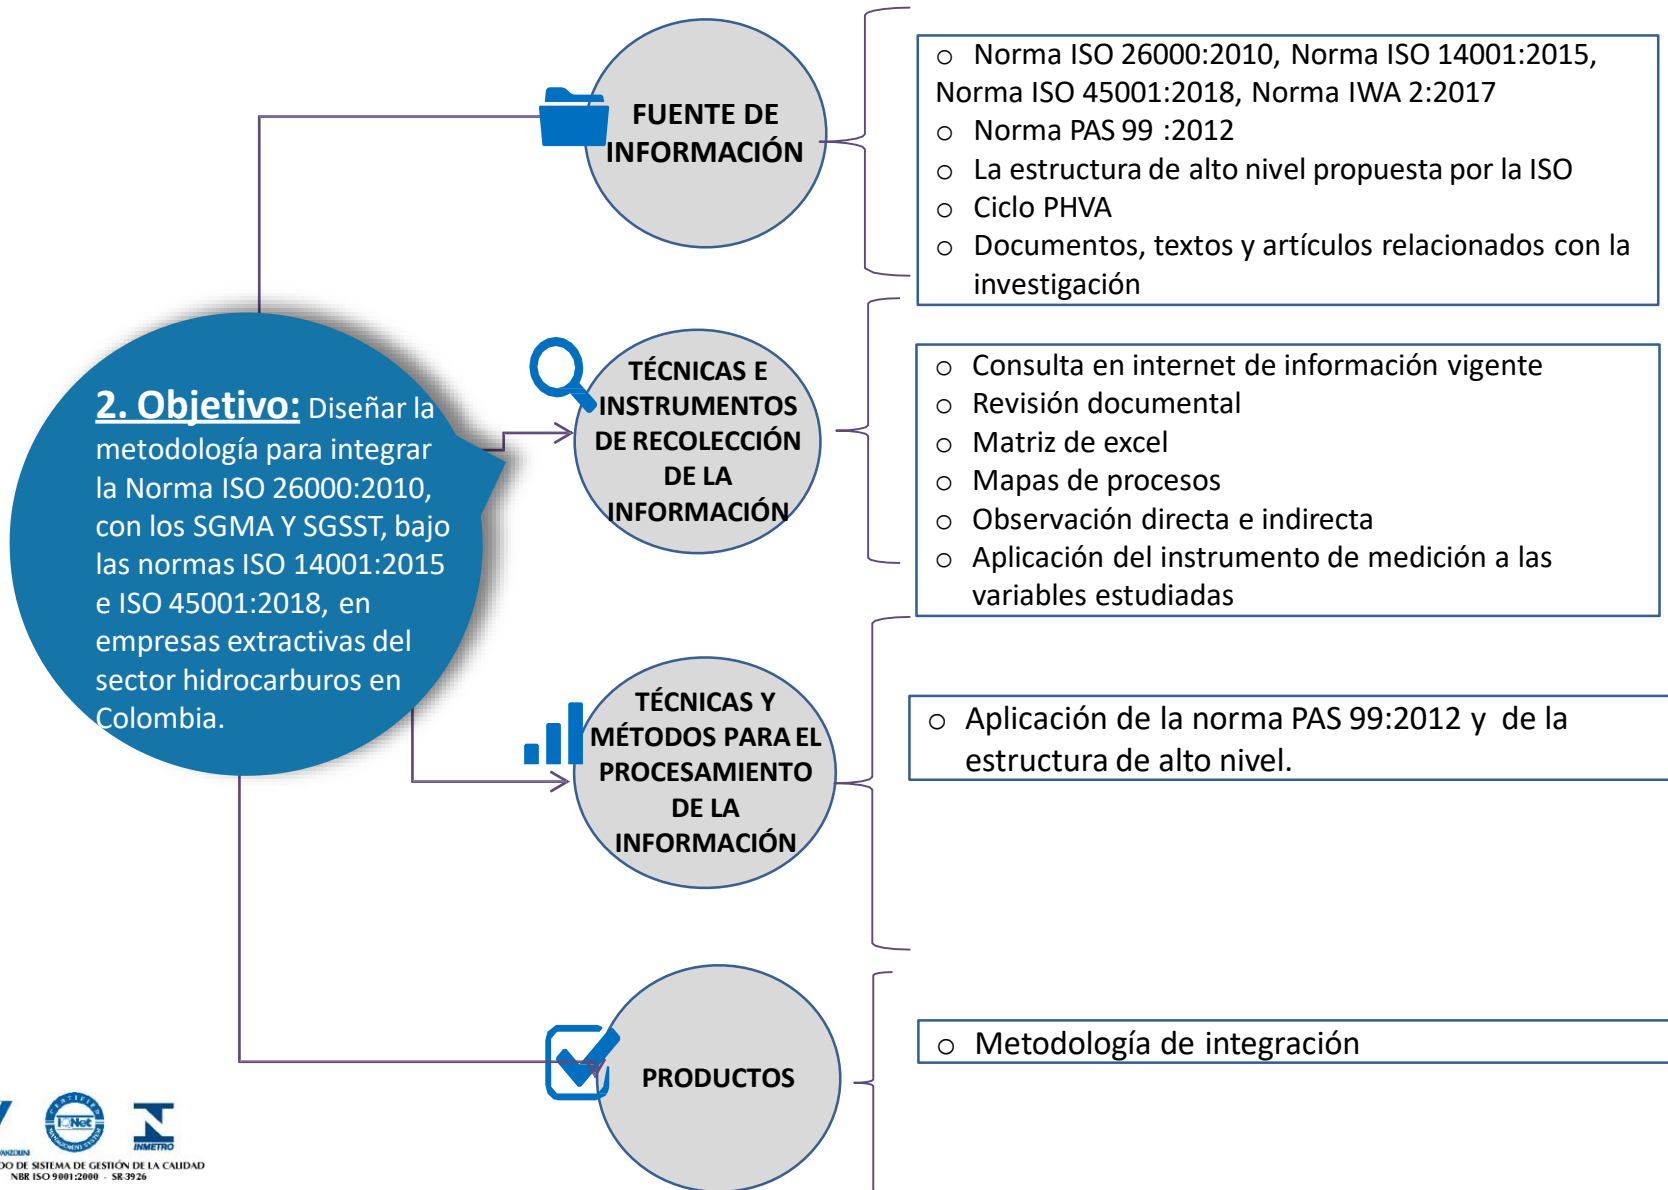 FUENTE DE
INFORMACIÓN
○ Norma ISO 26000:2010, Norma ISO 14001:2015,
Norma ISO 45001:2018, Norma IWA 2:2017
○ Norma PAS 99 :2012
○ La estructura de alto nivel propuesta por la ISO
○ Ciclo PHVA
○ Documentos, textos y artículos relacionados con la
investigación
2. Objetivo: Diseñar la
metodología para integrar
la Norma ISO 26000:2010,
con los SGMA Y SGSST, bajo
las normas ISO 14001:2015
e ISO 45001:2018, en
empresas extractivas del
sector hidrocarburos en
Colombia.
TÉCNICAS E
INSTRUMENTOS
DE RECOLECCIÓN
DE LA
INFORMACIÓN
○ Consulta en internet de información vigente
○ Revisión documental
○ Matriz de excel
○ Mapas de procesos
○ Observación directa e indirecta
○ Aplicación del instrumento de medición a las
variables estudiadas
TÉCNICAS Y
MÉTODOS PARA EL
PROCESAMIENTO
DE LA
INFORMACIÓN
○ Aplicación de la norma PAS 99:2012 y de la
estructura de alto nivel.
PRODUCTOS
○ Metodología de integración
CERTIFIED
IQNet
MANAGEMENT SYSTEM
INMETRO
DO DE SISTEMA DE GESTIÓN DE LA CALIDAD
NBR ISO 9001:2000 - SR-3926